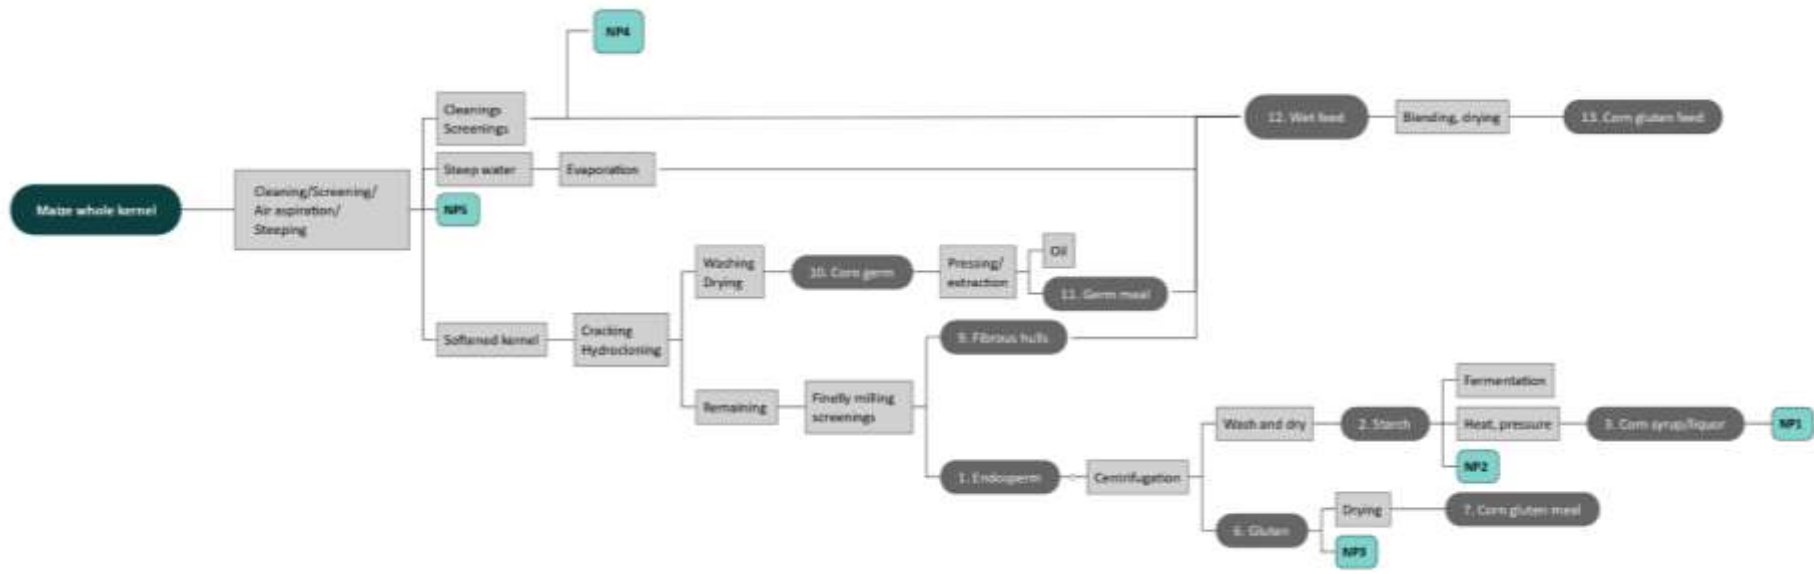 NP4
Cleanings
Screenings
12. Wet feed
Blending, drying
13. Corn gluten feed
Steep water
Evaporation
Maize whole kernel
Cleaning/Screening/
Air aspiration/
Steeping
NP5
Washing
Drying
10. Corn germ
Pressing/
extraction
Oil
11. Germ meal
Softened kernel
Cracking
Hydrocloning
9. Fibrous hulls
Remaining
Finelly milling
screenings
Fermentation
Wash and dry
2. Starch
Heat, pressure
3. Corn syrup/liquor
NP1
NP2
1. Endosperm
Centrifugation
Drying
7. Corn gluten meal
6. Gluten
NP3